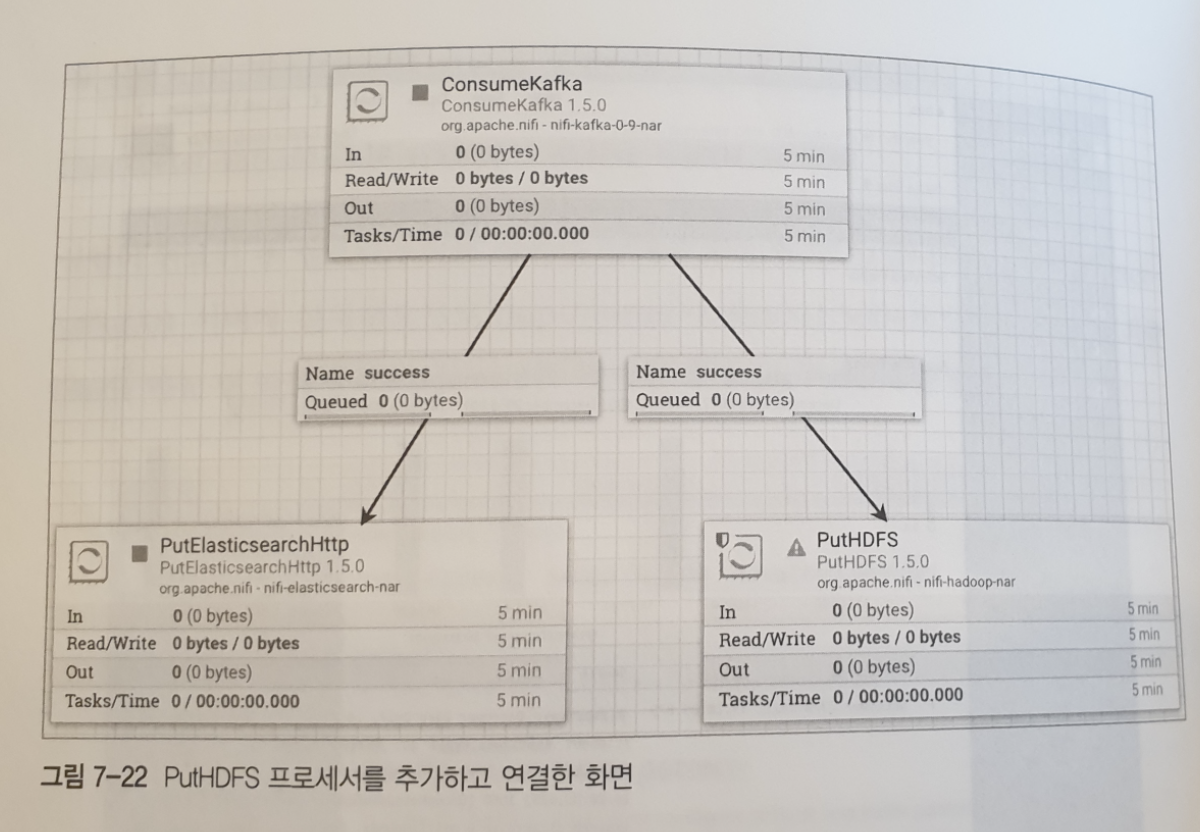 ConsumeKafka
ConsumeKafka 1.5.0
org.apache.nifi - nifi-kafka-0-9-nar
In 0 (0 bytes) 5 min
Read/Write 0 bytes / 0 bytes 5 min
Out 0 (0 bytes) 5 min
Tasks/Time 0 / 00:00:00.000 5 min
Name success
Queued 0 (0 bytes)
Name success
Queued 0 (0 bytes)
PutElasticsearchHttp
PutElasticsearchHttp 1.5.0
org.apache.nifi - nifi-elasticsearch-nar
In 0 (0 bytes) 5 min
Read/Write 0 bytes / 0 bytes 5 min
Out 0 (0 bytes) 5 min
Tasks/Time 0 / 00:00:00.000 5 min
PutHDFS
PutHDFS 1.5.0
org.apache.nifi - nifi-hadoop-nar
In 0 (0 bytes) 5 min
Read/Write 0 bytes / 0 bytes 5 min
Out 0 (0 bytes) 5 min
Tasks/Time 0 / 00:00:00.000 5 min
그림 7-22 PutHDFS 프로세서를 추가하고 연결한 화면